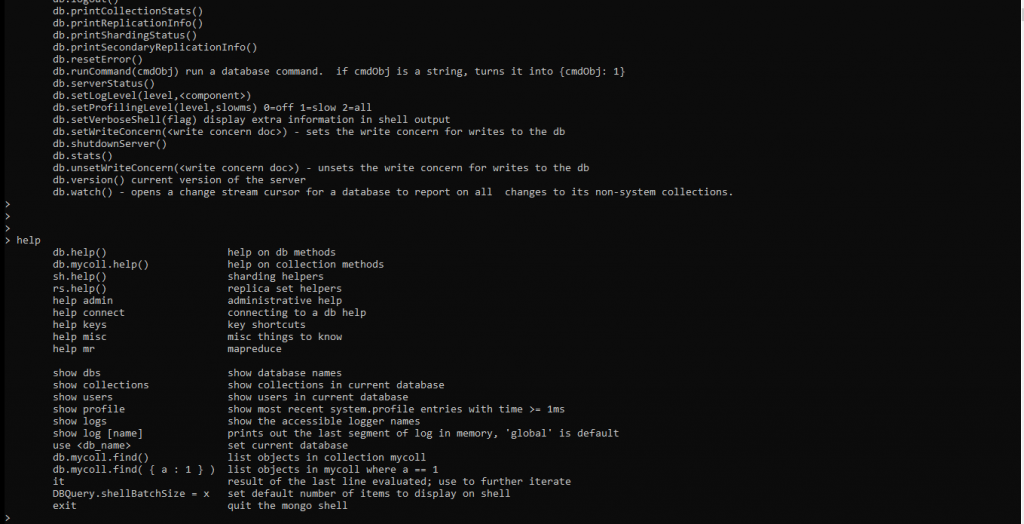 db.logout()
db.printCollectionStats()
db.printReplicationInfo()
db.printShardingStatus()
db.printSecondaryReplicationInfo()
db.resetError()
db.runCommand(cmdObj) run a database command.  if cmdObj is a string, turns it into {cmdObj: 1}
db.serverStatus()
db.setLogLevel(level,<component>)
db.setProfilingLevel(level,slowms) 0=off 1=slow 2=all
db.setVerboseShell(flag) display extra information in shell output
db.setWriteConcern(<write concern doc>) - sets the write concern for writes to the db
db.shutdownServer()
db.stats()
db.unsetWriteConcern(<write concern doc>) - unsets the write concern for writes to the db
db.version() current version of the server
db.watch() - opens a change stream cursor for a database to report on all  changes to its non-system collections.
>
>
>
> help
db.help() help on db methods
db.mycoll.help() help on collection methods
sh.help() sharding helpers
rs.help() replica set helpers
help admin administrative help
help connect connecting to a db help
help keys key shortcuts
help misc misc things to know
help mr mapreduce
show dbs show database names
show collections show collections in current database
show users show users in current database
show profile show most recent system.profile entries with time >= 1ms
show logs show the accessible logger names
show log [name] prints out the last segment of log in memory, 'global' is default
use <db_name> set current database
db.mycoll.find() list objects in collection mycoll
db.mycoll.find( { a : 1 } ) list objects in mycoll where a == 1
it result of the last line evaluated; use to further iterate
DBQuery.shellBatchSize = x set default number of items to display on shell
exit quit the mongo shell
>